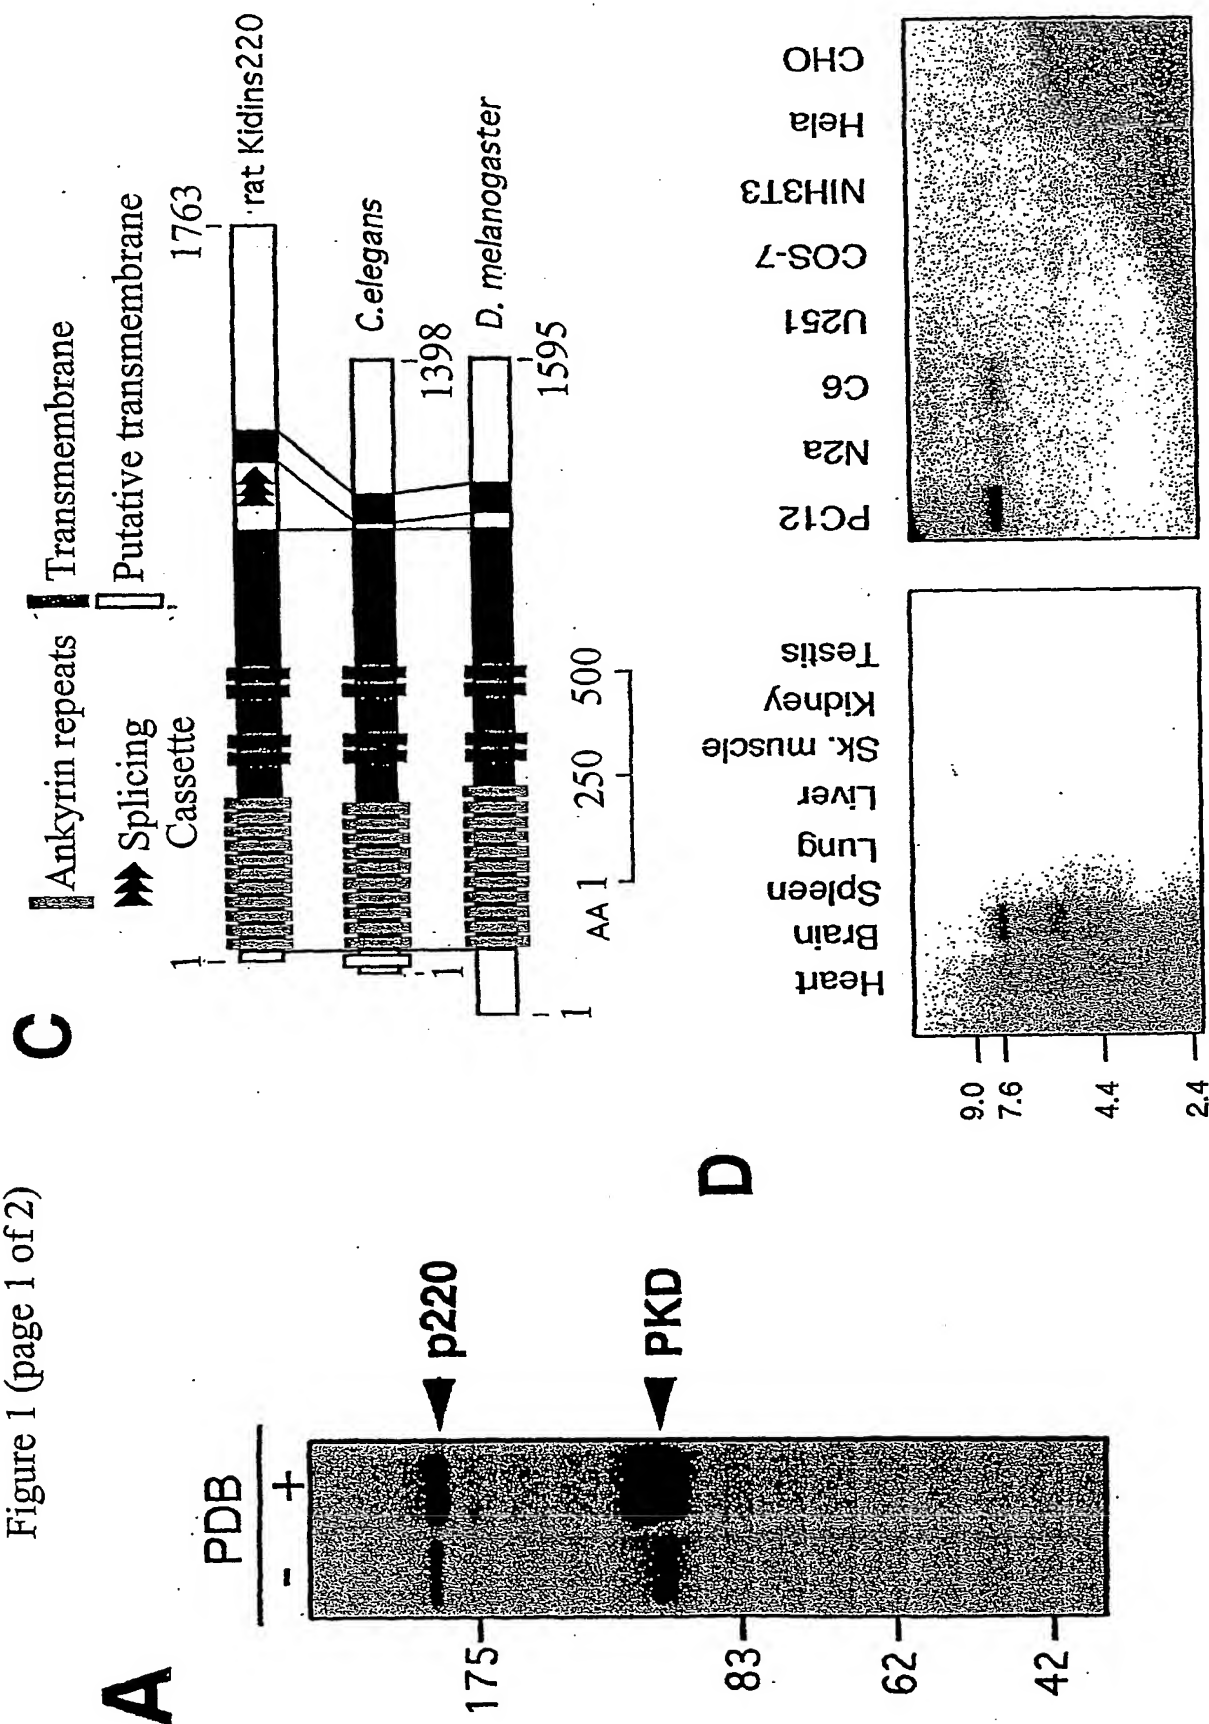 Figure 1 (page 1 of 2)
A
PDB
- +
175
83
62
42
p220
PKD
C
Ankyrin repeats
Transmembrane
Splicing
Cassette
Putative transmembrane
1
1763
rat Kidins220
C.elegans
1
1398
D. melanogaster
1
1595
AA 1 250 500
D
Heart
Brain
Spleen
Lung
Liver
Sk. muscle
Kidney
Testis
PC12
N2a
C6
U251
COS-7
NIH3T3
Hela
CHO
9.0
7.6
4.4
2.4